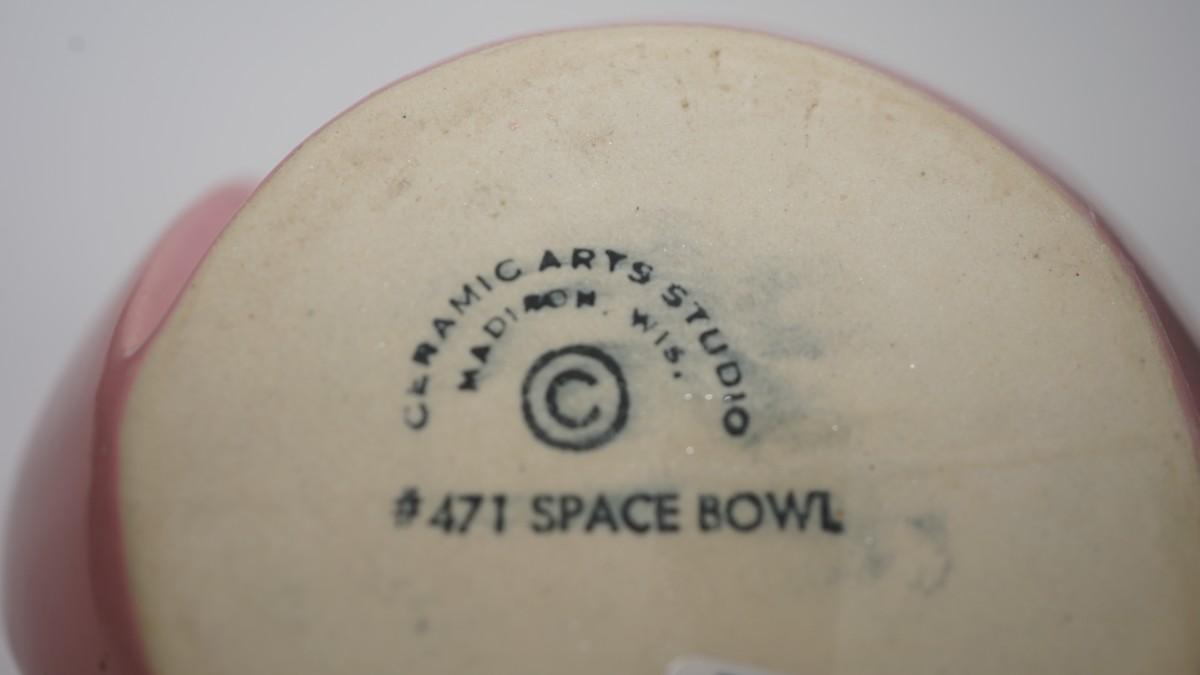 CERAMIC ARTS STUDIO
MADISON, WIS.
©
#471 SPACE BOWL